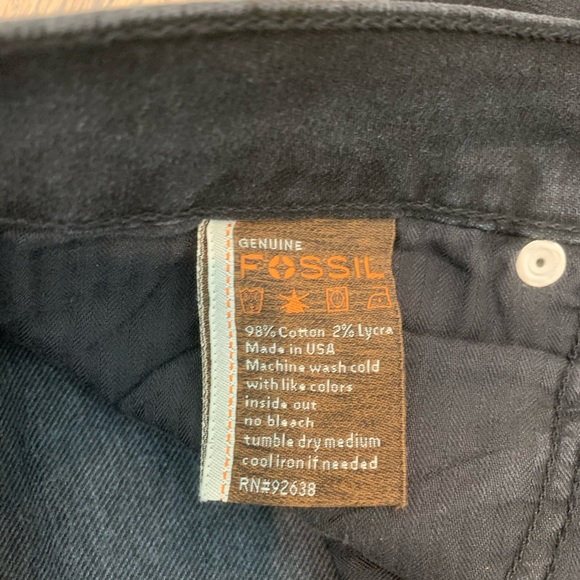 GENUINE
FOSSIL
98% Cotton 2% Lycra
Made in USA
Machine wash cold
with like colors
inside out
no bleach
tumble dry medium
cool iron if needed
RN#92638